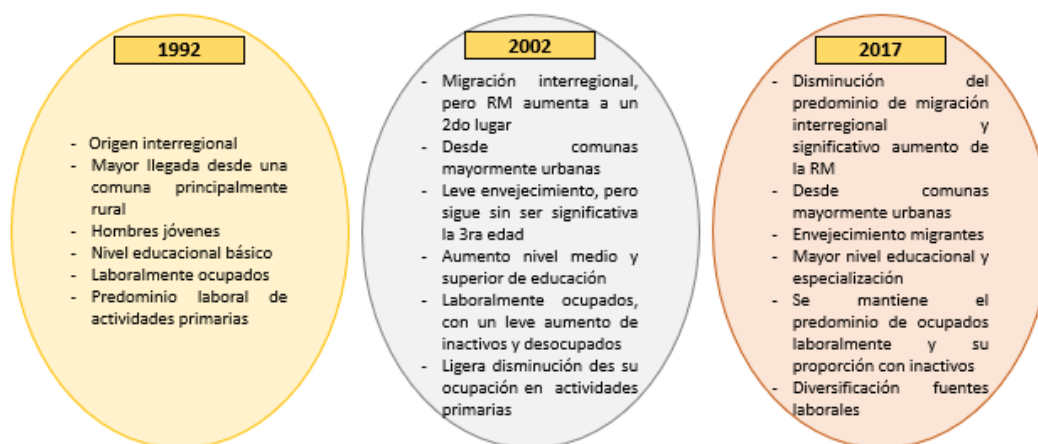 1992
- Origen interregional
- Mayor llegada desde una
comuna principalmente
rural
- Hombres jóvenes
- Nivel educacional básico
- Laboralmente ocupados
- Predominio laboral de
actividades primarias
2002
- Migración interregional,
pero RM aumenta a un
2do lugar
- Desde comunas
mayormente urbanas
- Leve envejecimiento, pero
sigue sin ser significativa
la 3ra edad
- Aumento nivel medio y
superior de educación
- Laboralmente ocupados,
con un leve aumento de
inactivos y desocupados
- Ligera disminución des su
ocupación en actividades
primarias
2017
- Disminución del
predominio de migración
interregional y
significativo aumento de
la RM
- Desde comunas
mayormente urbanas
- Envejecimiento migrantes
- Mayor nivel educacional y
especialización
- Se mantiene el
predominio de ocupados
laboralmente y su
proporción con inactivos
- Diversificación fuentes
laborales